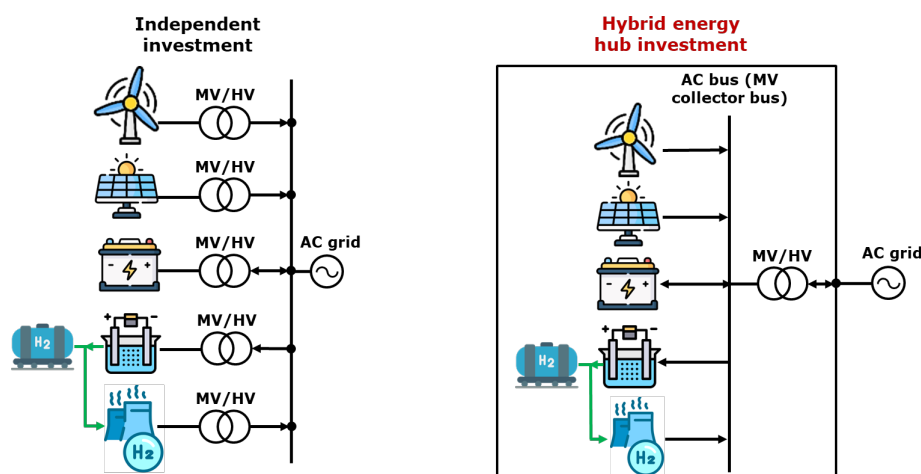 Independent
investment
MV/HV
MV/HV
MV/HV
AC grid
- +
+ -
MV/HV
H2
MV/HV
H2
Hybrid energy
hub investment
AC bus (MV
collector bus)
MV/HV
AC grid
- +
+ -
H2
H2